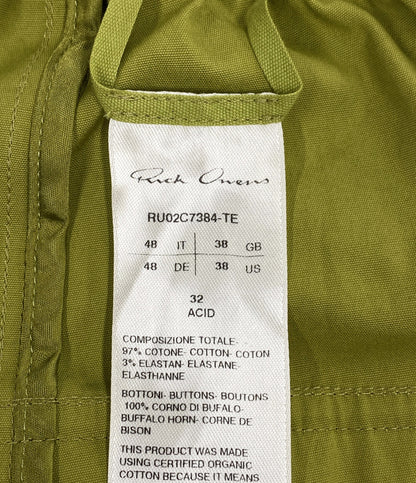 Rick Owens
RU02C7384-TE
48 IT 38 GB
48 DE 38 US
32
ACID
COMPOSIZIONE TOTALE-
97% COTONE- COTTON- COTON
3% ELASTAN- ELASTANE-
ELASTHANNE
BOTTONI- BUTTONS- BOUTONS
100% CORNO DI BUFALO-
BUFFALO HORN- CORNE DE
BISON
THIS PRODUCT WAS MADE
USING CERTIFIED ORGANIC
COTTON BECAUSE IT MEANS